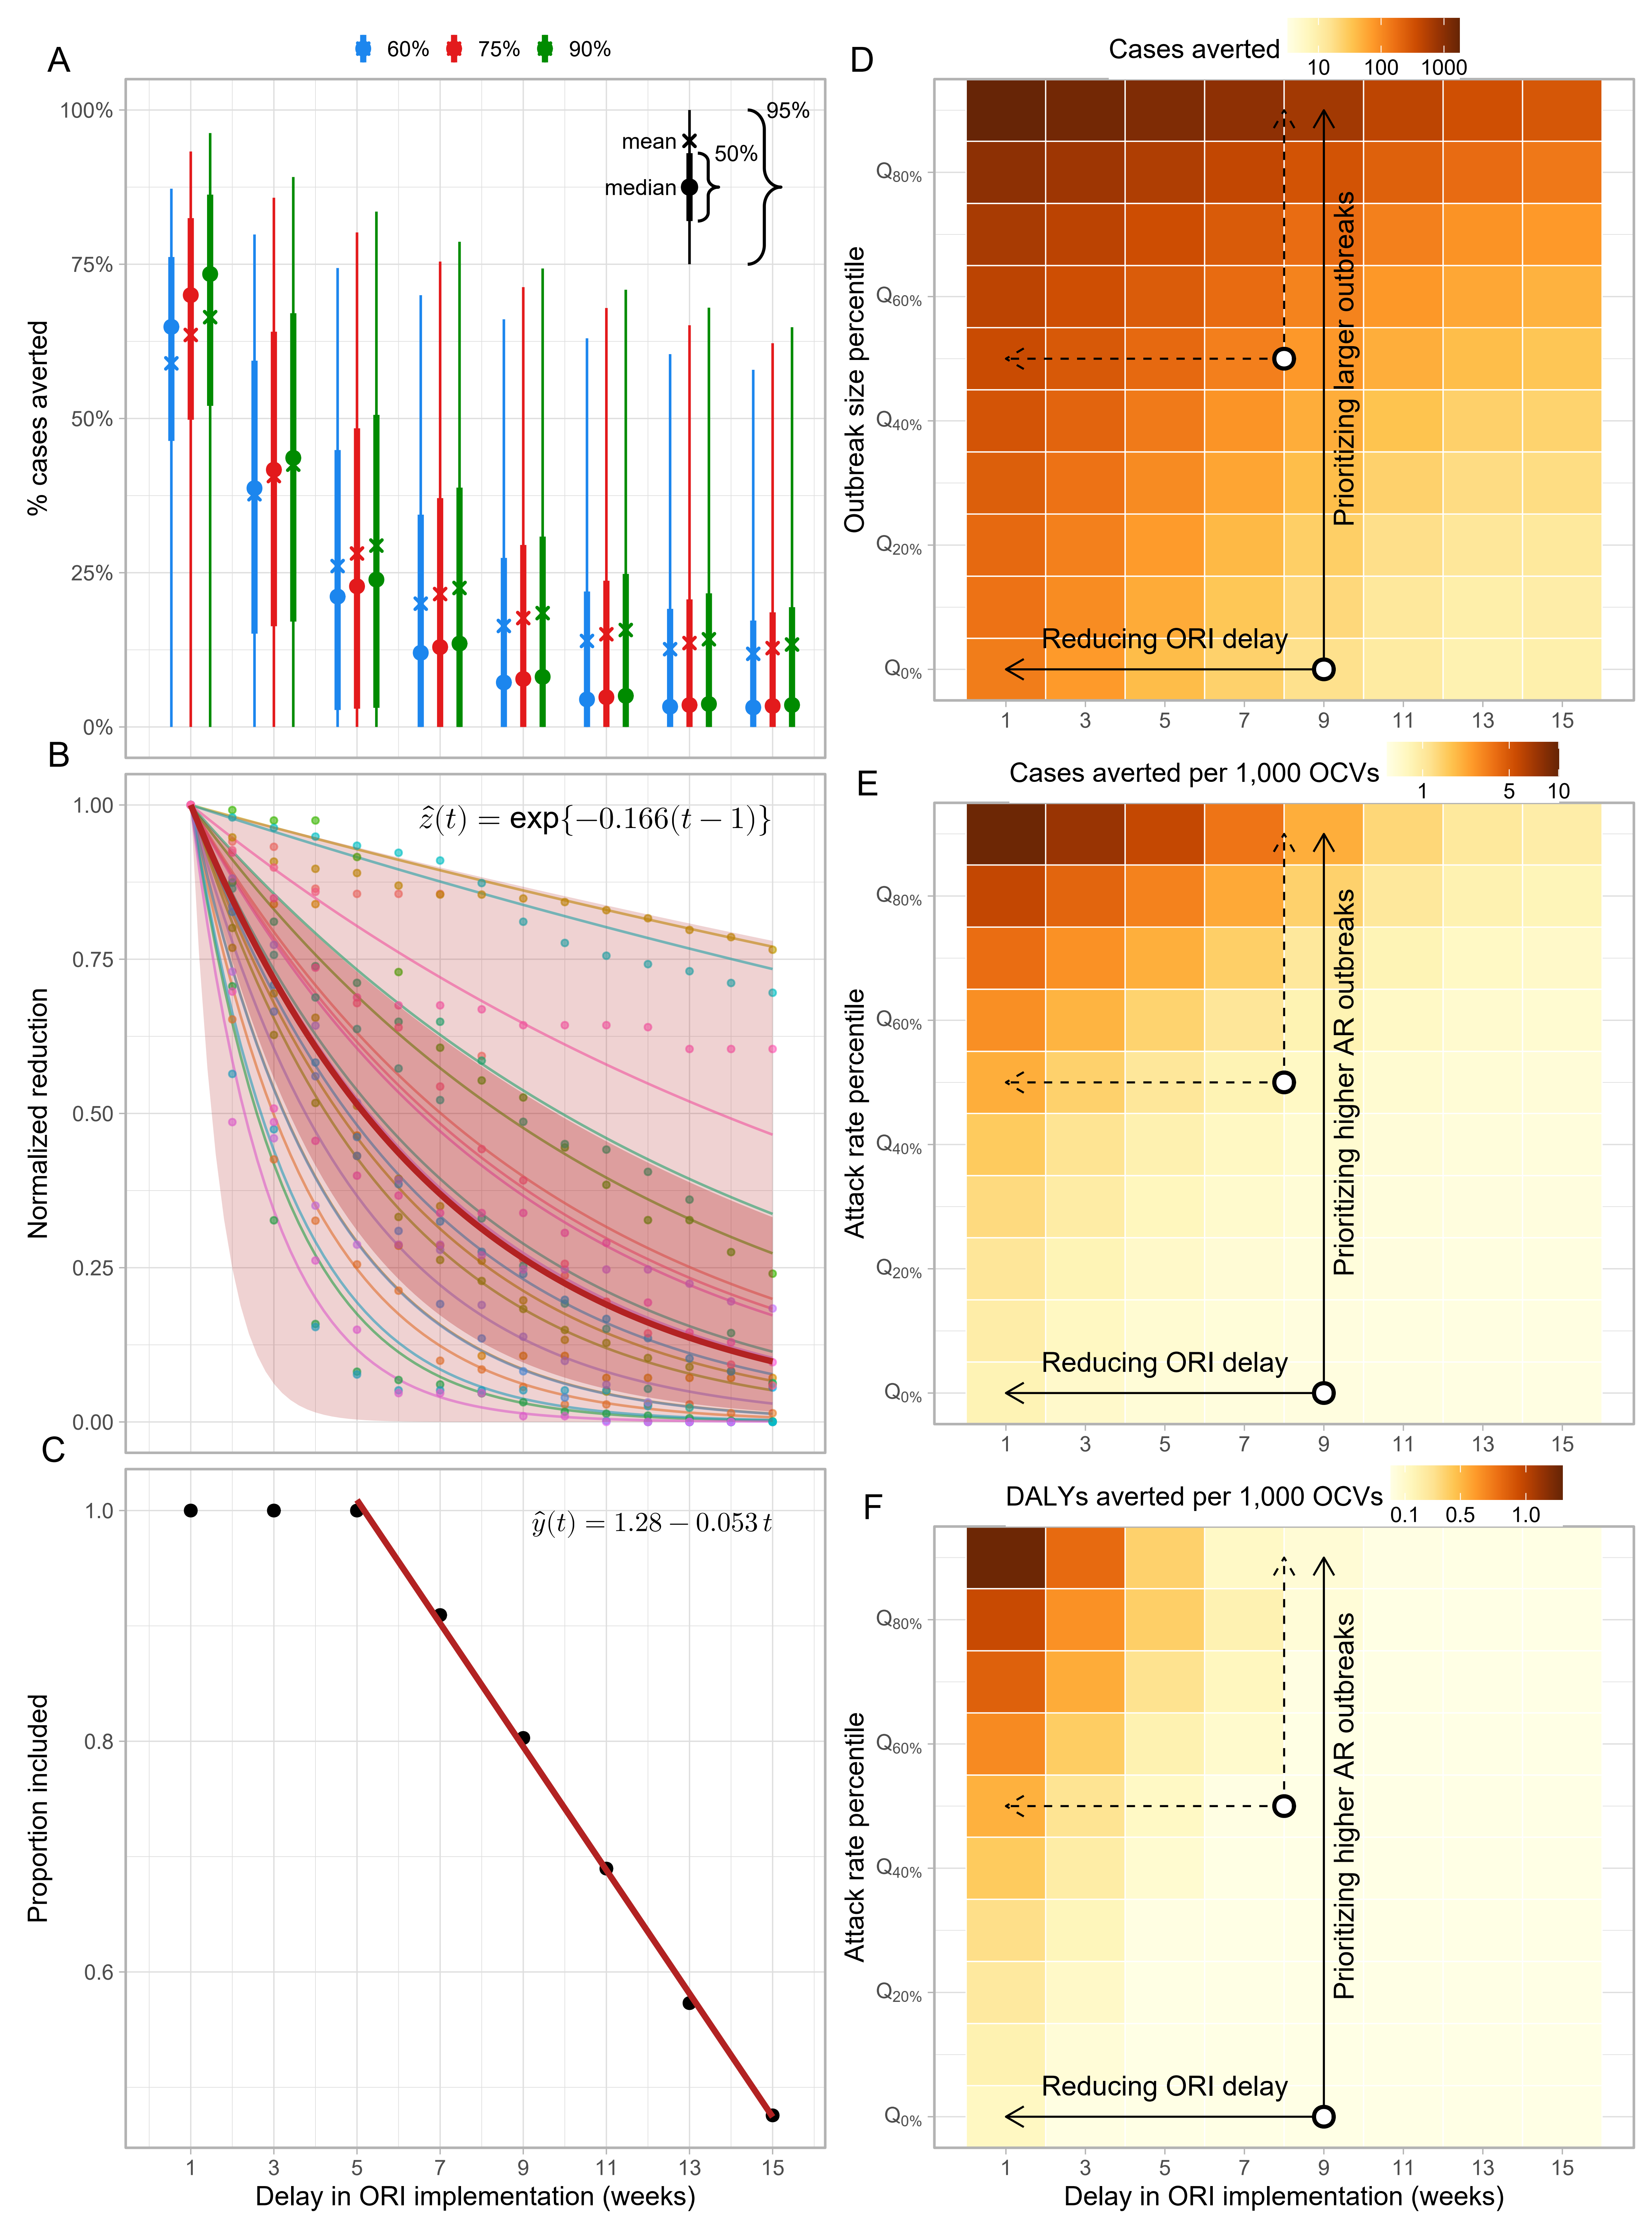 A
60% 75% 90%
100%
75%
50%
25%
0%
% cases averted
mean
median
50%
95%
B
1.00
0.75
0.50
0.25
0.00
Normalized reduction
ẑ(t) = exp{−0.166(t − 1)}
C
1.0
0.8
0.6
Proportion included
ŷ(t) = 1.28 − 0.053 t
1 3 5 7 9 11 13 15
Delay in ORI implementation (weeks)
D
Cases averted
10 100 1000
Outbreak size percentile
Q80%
Q60%
Q40%
Q20%
Q0%
Prioritizing larger outbreaks
Reducing ORI delay
1 3 5 7 9 11 13 15
E
Cases averted per 1,000 OCVs
1 5 10
Attack rate percentile
Q80%
Q60%
Q40%
Q20%
Q0%
Prioritizing higher AR outbreaks
Reducing ORI delay
1 3 5 7 9 11 13 15
F
DALYs averted per 1,000 OCVs
0.1 0.5 1.0
Attack rate percentile
Q80%
Q60%
Q40%
Q20%
Q0%
Prioritizing higher AR outbreaks
Reducing ORI delay
1 3 5 7 9 11 13 15
Delay in ORI implementation (weeks)